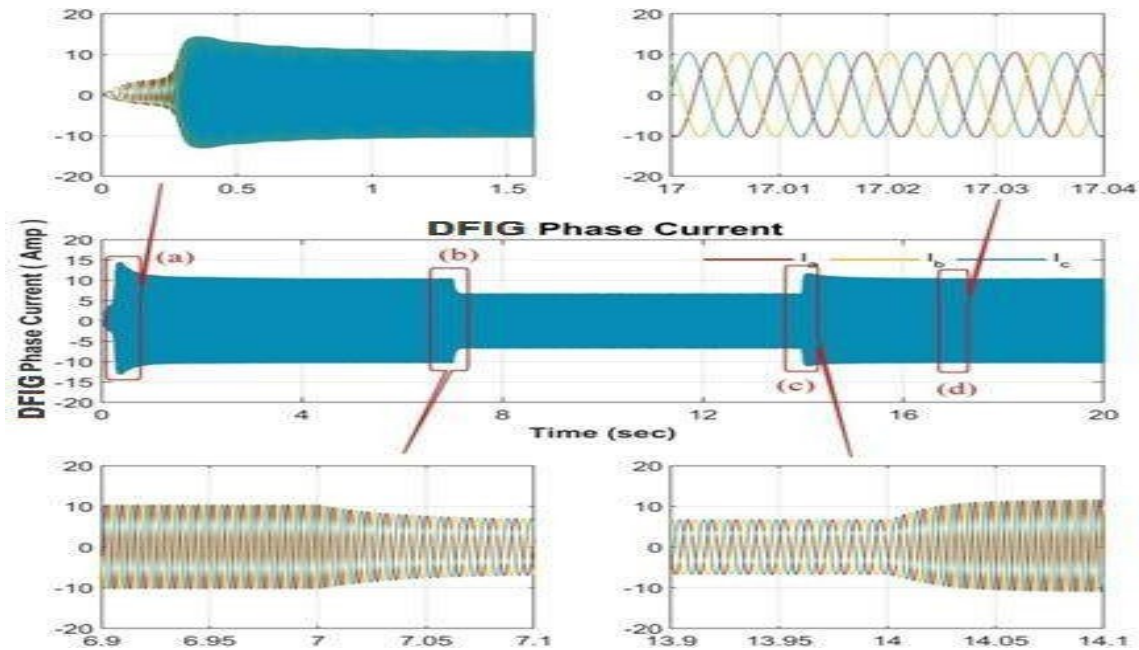 20
10
0
-10
-20
0 0.5 1 1.5
20
10
0
-10
-20
17 17.01 17.02 17.03 17.04
DFIG Phase Current
DFIG Phase Current ( Amp )
20
15
10
5
0
-5
-10
-15
-20
(a)
(b)
I_a I_b I_c
(c)
(d)
0 4 8 12 16 20
Time (sec)
20
10
0
-10
-20
6.9 6.95 7 7.05 7.1
20
10
0
-10
-20
13.9 13.95 14 14.05 14.1